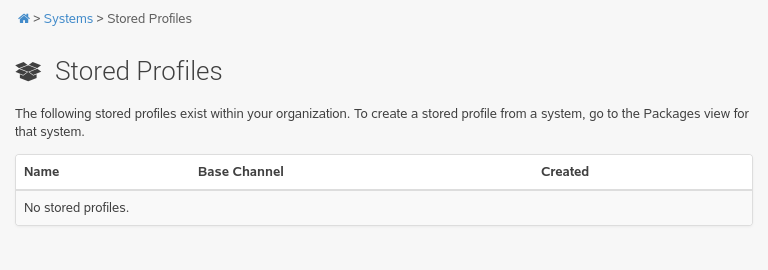 > Systems > Stored Profiles
Stored Profiles
The following stored profiles exist within your organization. To create a stored profile from a system, go to the Packages view for
that system.
Name Base Channel Created
No stored profiles.